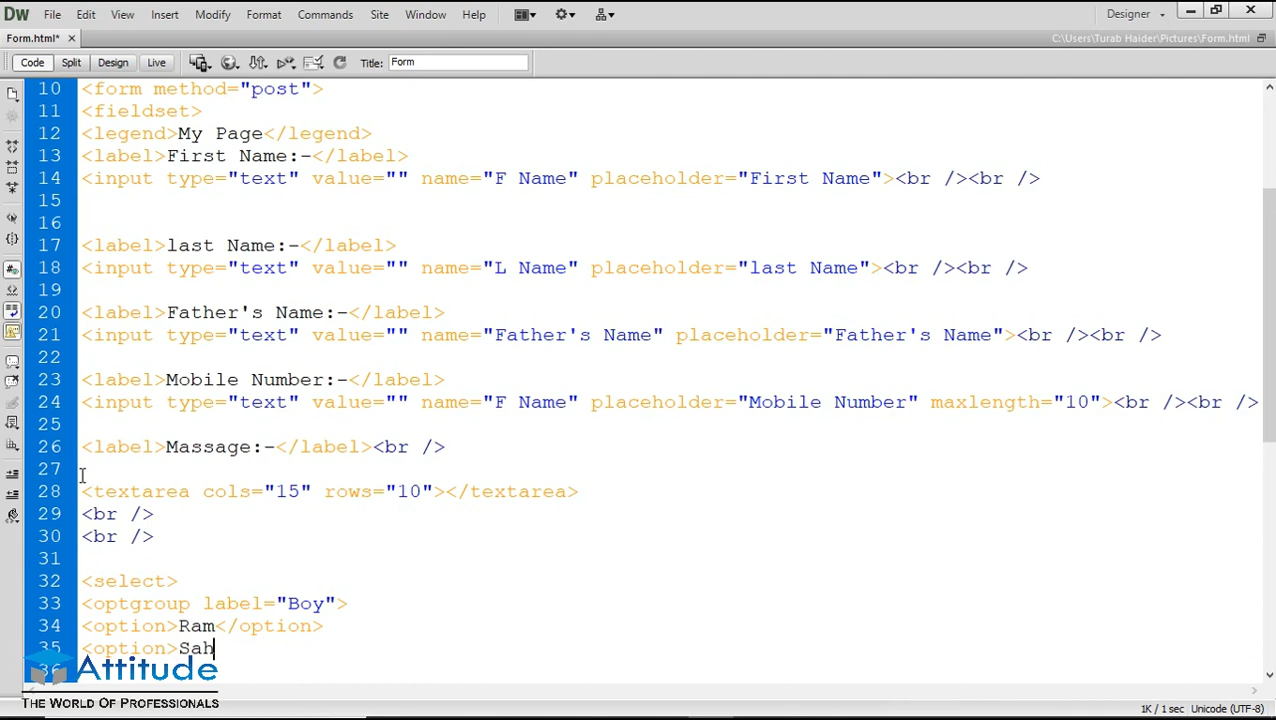 Dw File Edit View Insert Modify Format Commands Site Window Help Designer
Form.html* × C:\Users\Turab Haider\Pictures\Form.html
Code Split Design Live Title: Form
10 <form method="post">
11 <fieldset>
12 <legend>My Page</legend>
13 <label>First Name:-</label>
14 <input type="text" value="" name="F Name" placeholder="First Name"><br /><br />
15
16
17 <label>last Name:-</label>
18 <input type="text" value="" name="L Name" placeholder="last Name"><br /><br />
19
20 <label>Father's Name:-</label>
21 <input type="text" value="" name="Father's Name" placeholder="Father's Name"><br /><br />
22
23 <label>Mobile Number:-</label>
24 <input type="text" value="" name="F Name" placeholder="Mobile Number" maxlength="10"><br /><br />
25
26 <label>Massage:-</label><br />
27
28 <textarea cols="15" rows="10"></textarea>
29 <br />
30 <br />
31
32 <select>
33 <optgroup label="Boy">
34 <option>Ram</option>
35 <option>Sah
36
Attitude
THE WORLD OF PROFESSIONALS
1K / 1 sec Unicode (UTF-8)